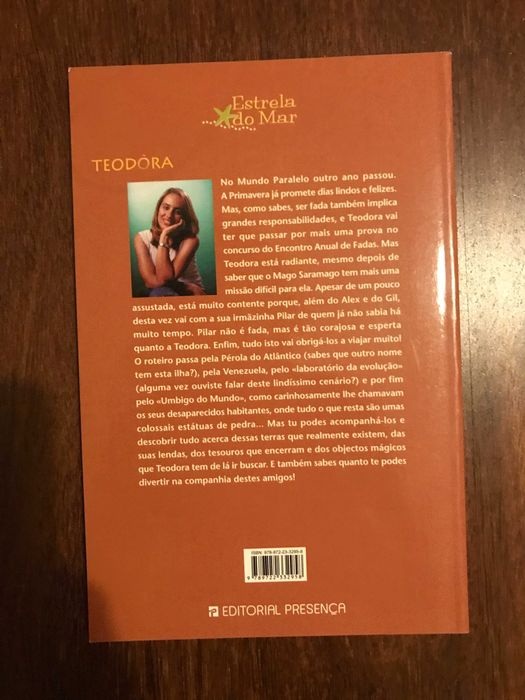 Estrela
do Mar
TEODÒRA
No Mundo Paralelo outro ano passou.
A Primavera já promete dias lindos e felizes.
Mas, como sabes, ser fada também implica
grandes responsabilidades, e Teodora vai
ter que passar por mais uma prova no
concurso do Encontro Anual de Fadas. Mas
Teodora está radiante, mesmo depois de
saber que o Mago Saramago tem mais uma
missão difícil para ela. Apesar de um pouco
assustada, está muito contente porque, além do Alex e do Gil,
desta vez vai com a sua irmãzinha Pilar de quem já não sabia há
muito tempo. Pilar não é fada, mas é tão corajosa e esperta
quanto a Teodora. Enfim, tudo isto vai obrigá-los a viajar muito!
O roteiro passa pela Pérola do Atlântico (sabes que outro nome
tem esta ilha?), pela Venezuela, pelo «laboratório da evolução»
(alguma vez ouviste falar deste lindíssimo cenário?) e por fim
pelo «Umbigo do Mundo», como carinhosamente lhe chamavam
os seus desaparecidos habitantes, onde tudo o que resta são umas
colossais estátuas de pedra... Mas tu podes acompanhá-los e
descobrir tudo acerca dessas terras que realmente existem, das
suas lendas, dos tesouros que encerram e dos objectos mágicos
que Teodora tem de lá ir buscar. E também sabes quanto te podes
divertir na companhia destes amigos!
ISBN: 978-972-23-3295-8
9 789722 332958
EDITORIAL PRESENÇA